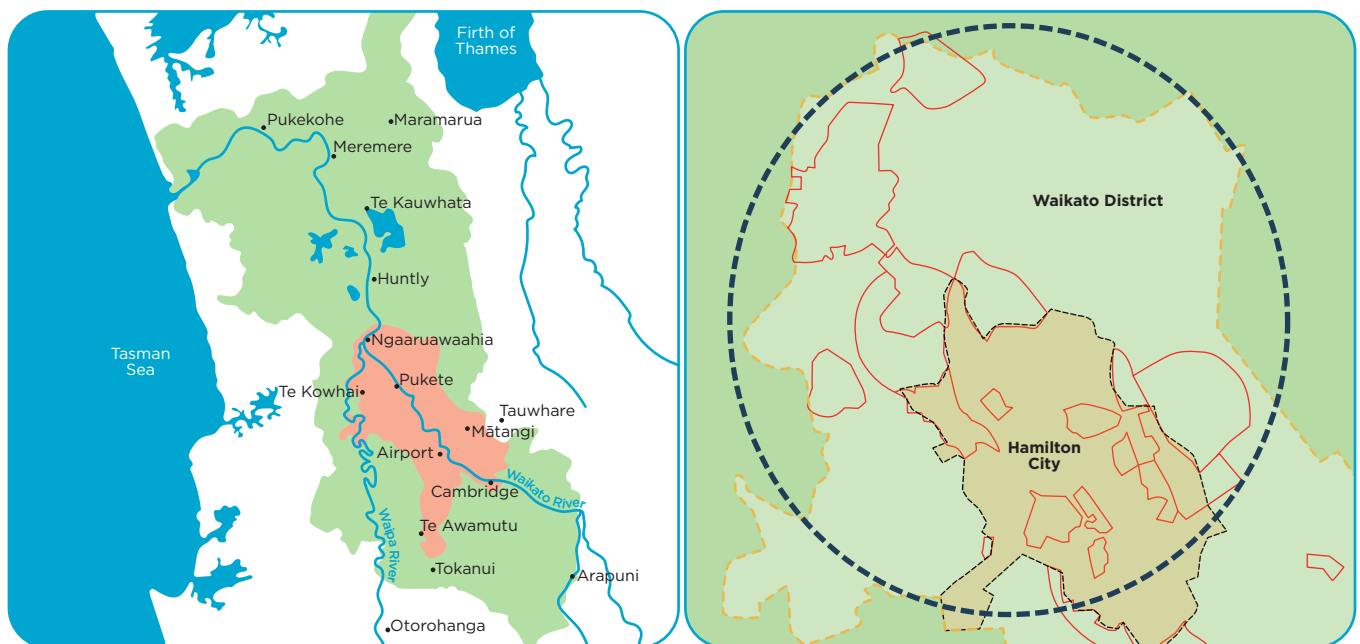 Firth of
Thames
Pukekohe
Maramarua
Meremere
Te Kauwhata
Huntly
Ngaaruawaahia
Tasman
Sea
Pukete
Te Kowhai
Tauwhare
Mātangi
Airport
Cambridge
Waikato River
Te Awamutu
Waipa River
Tokanui
Arapuni
Otorohanga
Waikato District
Hamilton
City